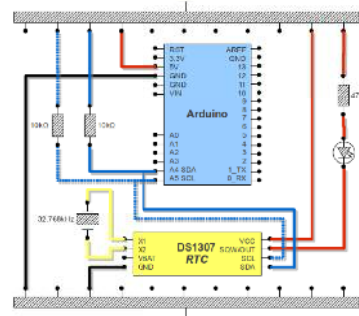 RST
3.3V
5V
GND
GND
VIN
A0
A1
A2
A3
A4 SDA
A5 SCL
AREF
GND
13
12
11
10
9
8
7
6
5
4
3
2
1_TX
0_RX
Arduino
10kΩ
32.768kHz
X1
X2
VBAT
GND
DS1307
RTC
VCC
SQW/OUT
SCL
SDA
47